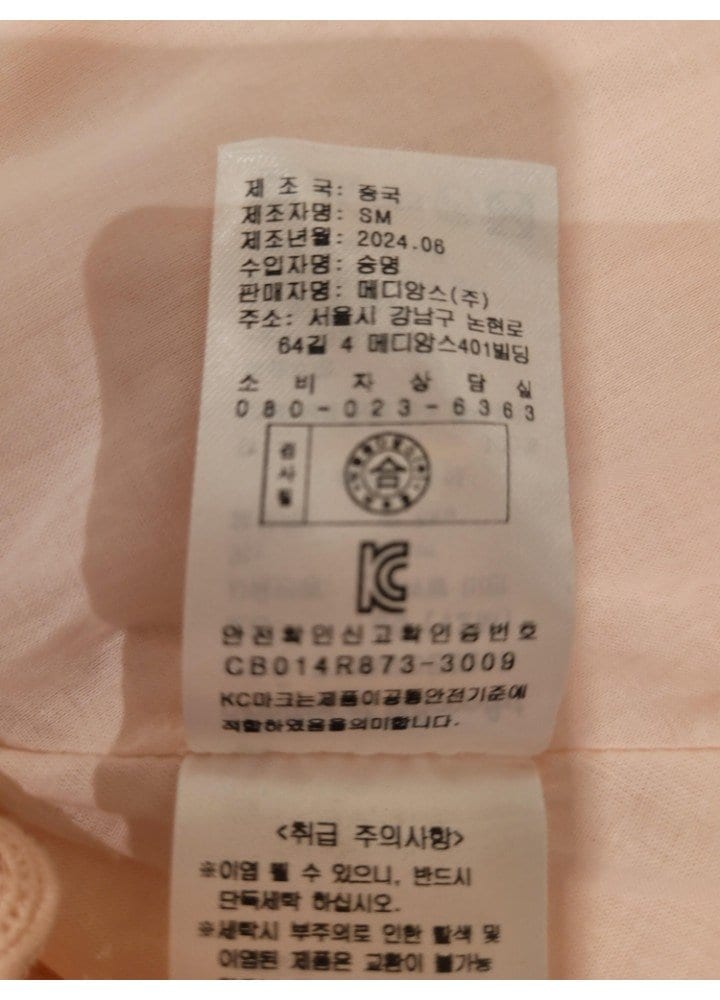 제 조 국: 중국
제조자명: SM
제조년월: 2024.06
수입자명: 승명
판매자명: 메디앙스(주)
주소: 서울시 강남구 논현로
64길 4 메디앙스401빌딩
소 비 자 상 담 실
080-023-6363
검사필
合
KC
안전확인신고확인증번호
CB014R873-3009
KC마크는제품이공통안전기준에
적합하였음을의미합니다.
<취급 주의사항>
※이염 될 수 있으니, 반드시
단독세탁 하십시오.
※세탁시 부주의로 인한 탈색 및
이염된 제품은 교환이 불가능